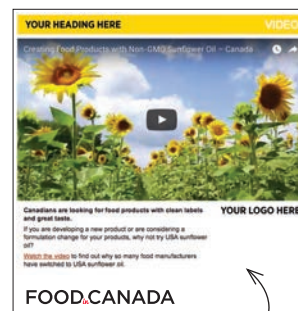 YOUR HEADING HERE
VIDEO
Creating Food Products with Non-GMO Sunflower Oil – Canada
Canadians are looking for food products with clean labels
and great taste.
YOUR LOGO HERE
If you are developing a new product or are considering a
formulation change for your products, why not try USA sunflower
oil?
Watch the video to find out why so many food manufacturers
have switched to USA sunflower oil.
FOOD in CANADA